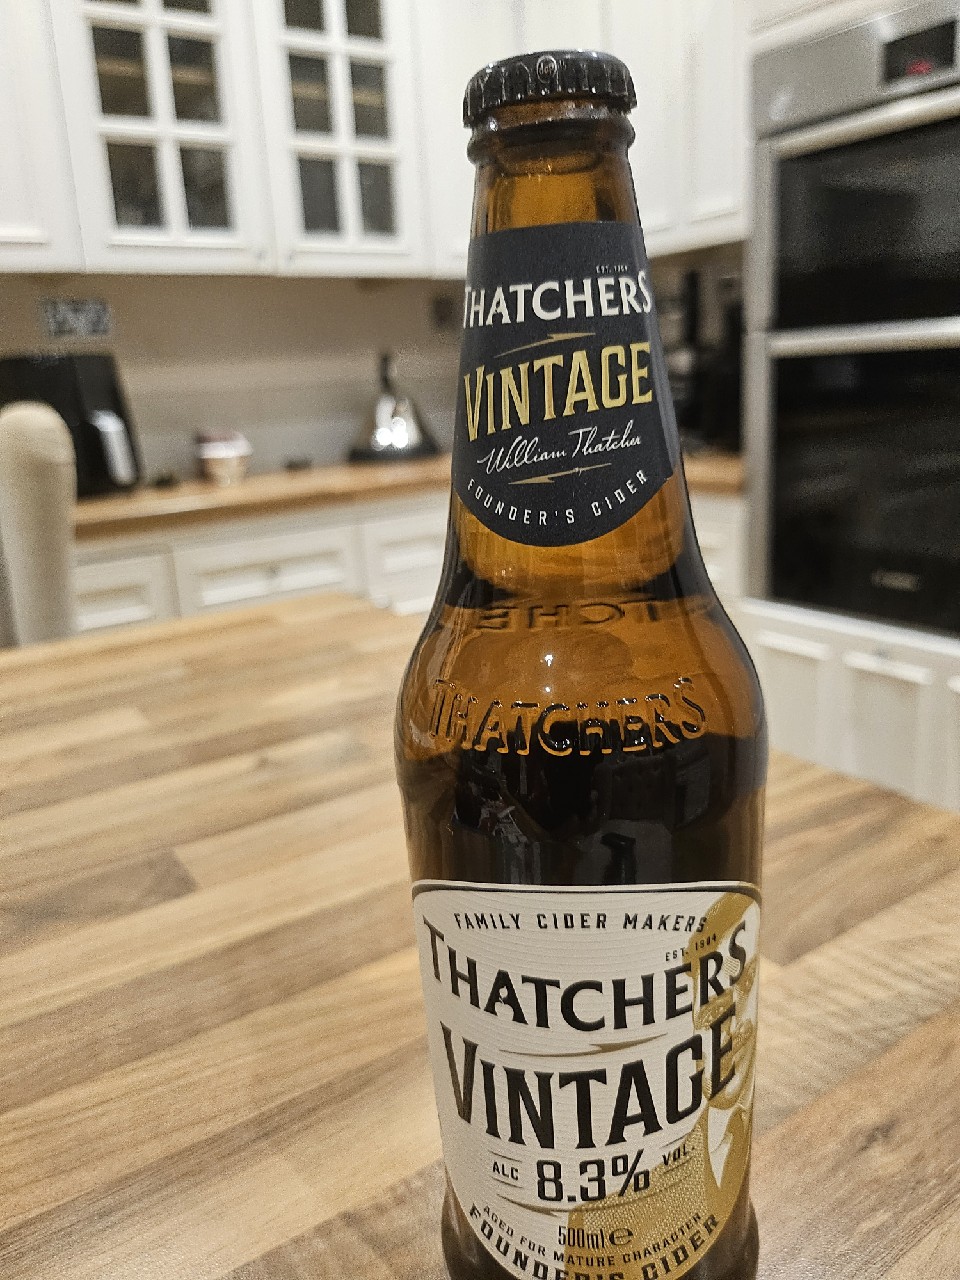 EST. 1904
THATCHERS
VINTAGE
William Thatcher
FOUNDER'S CIDER
THATCHERS
FAMILY CIDER MAKERS
EST. 1904
THATCHERS
VINTAGE
ALC 8.3% VOL
500ml e
AGED FOR MATURE CHARACTER
FOUNDER'S CIDER